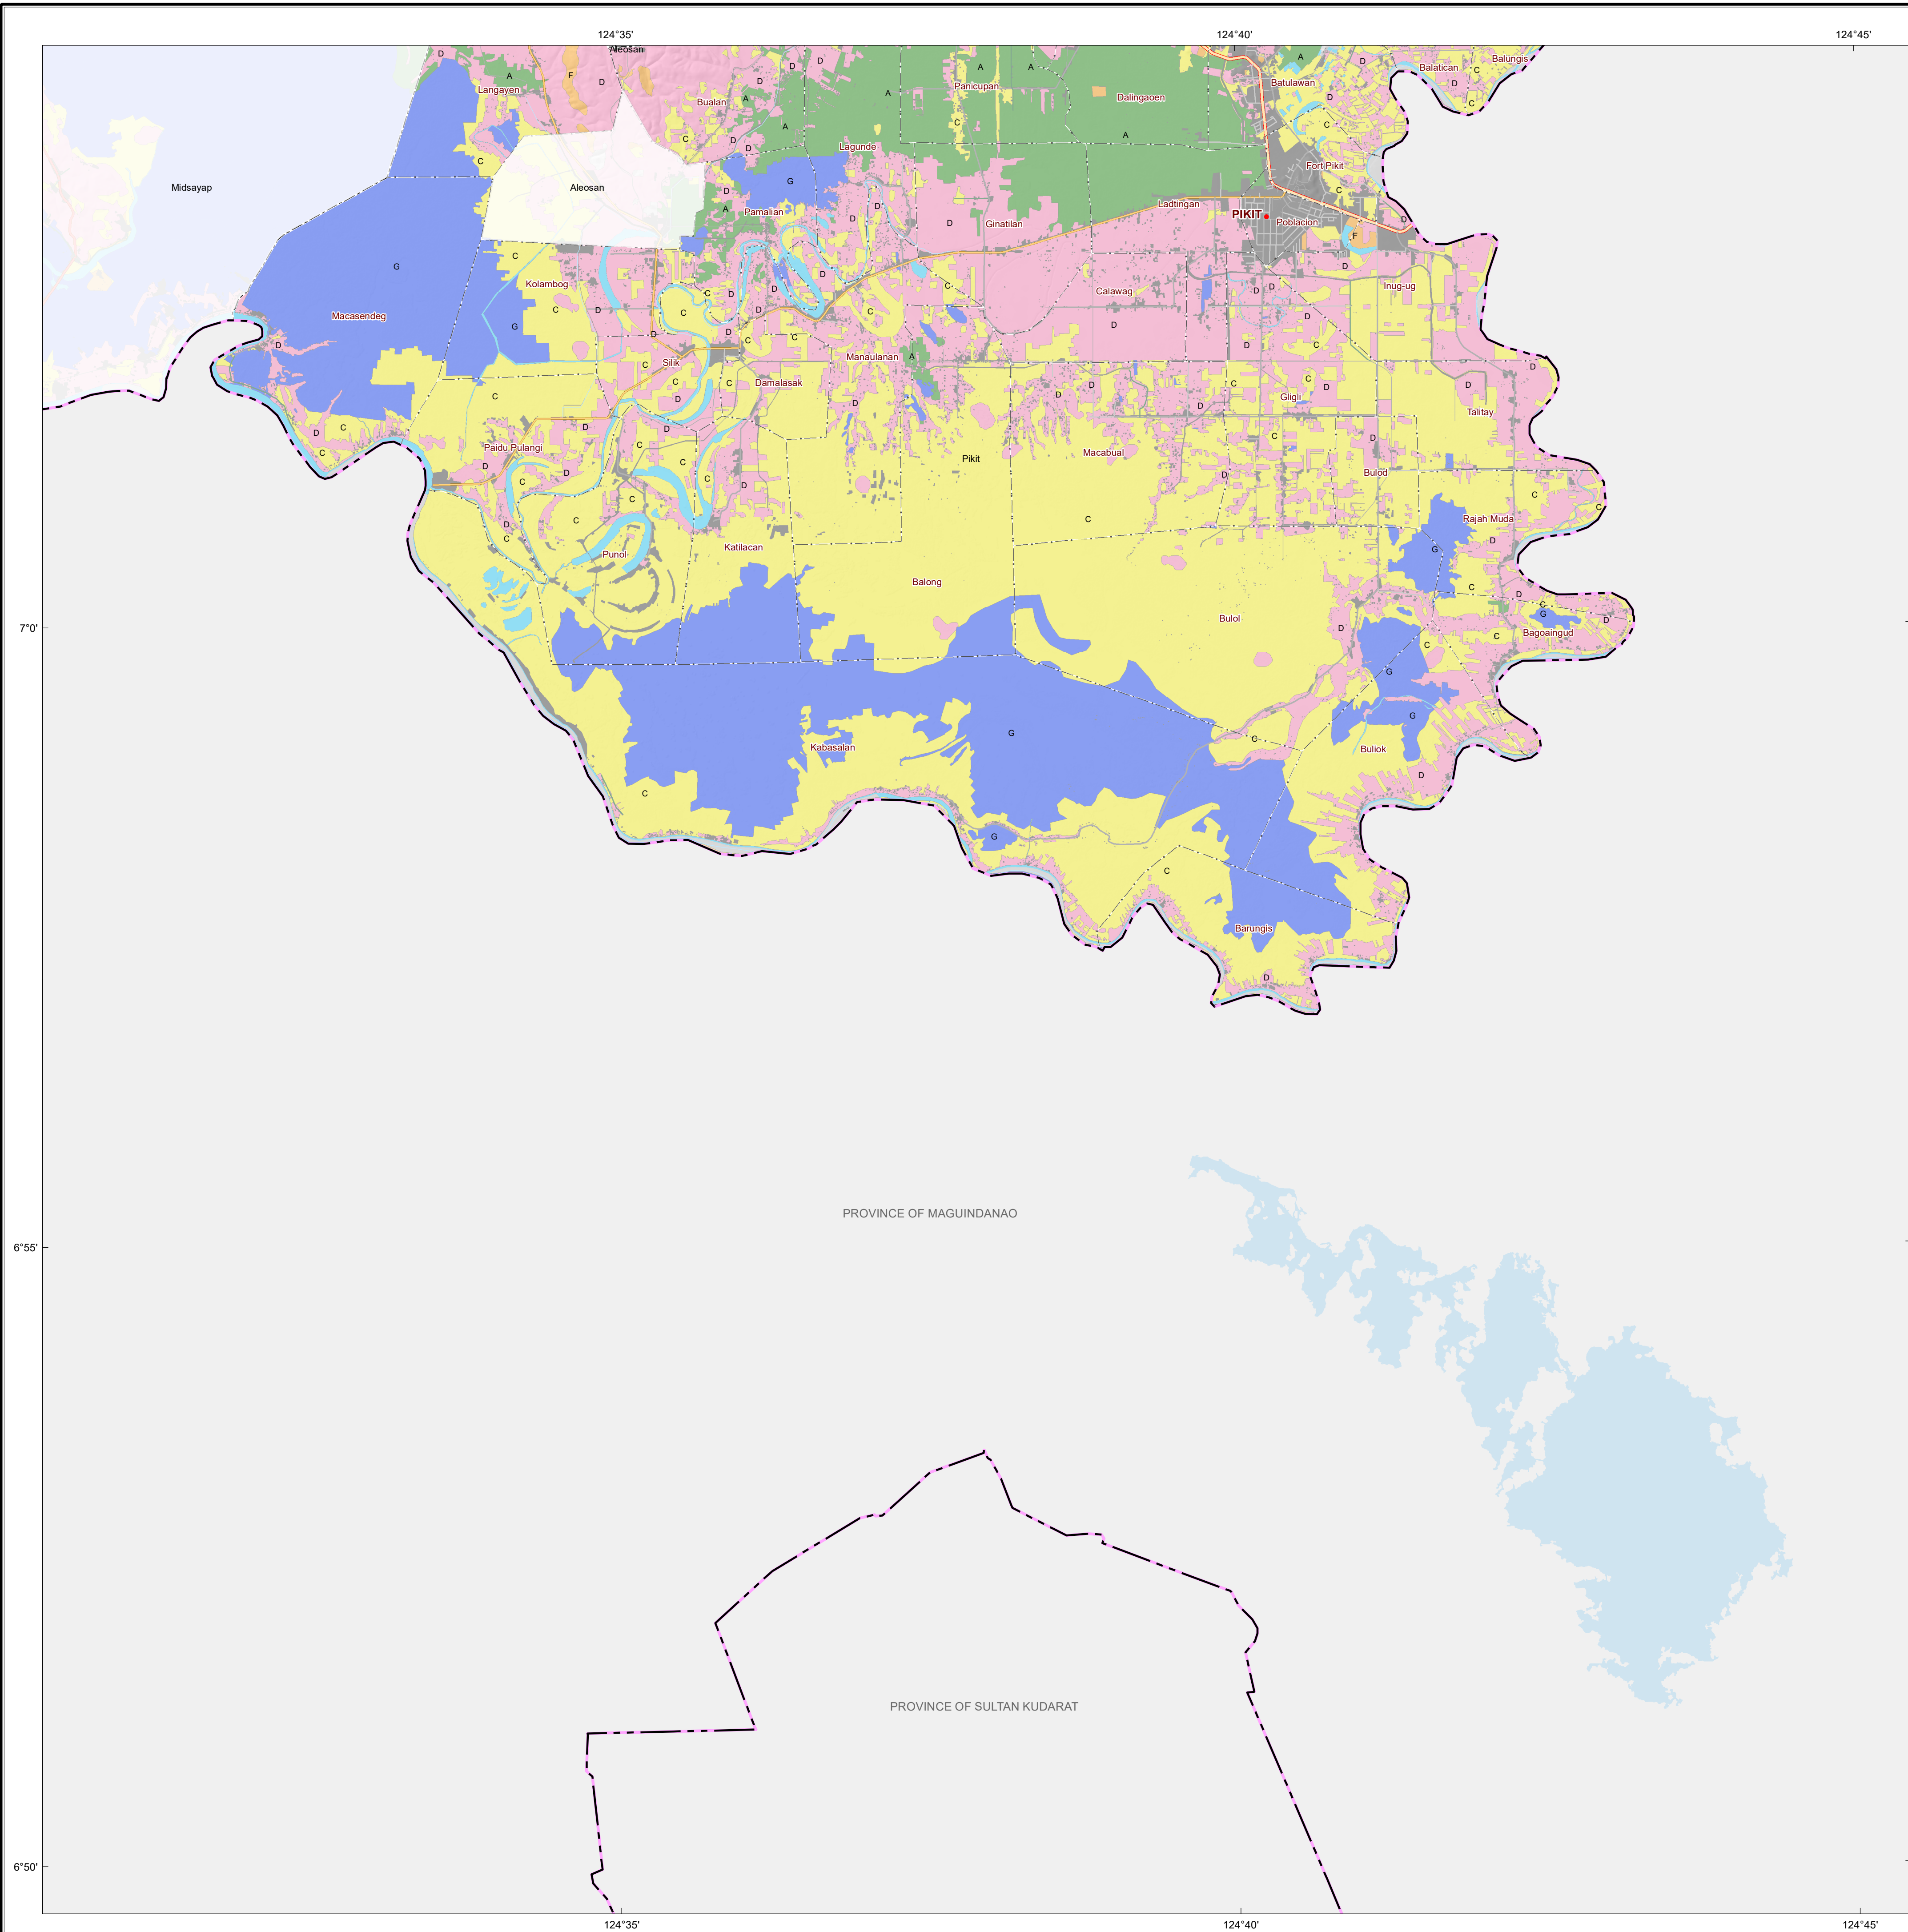 124°35' 124°40' 124°45'
Aleosan
D
A
Langayen
F
D
D
D
D
Bualan
A
A
A
A
A
Panicupan
Dalingaoen
A
Batulawan
D
D
Balatican
D
C
Balungis
C
C
C
C
D
D
A
Lagunde
C
A
Fort Pikit
C
Midsayap
Aleosan
G
D
A
Pamalian
D
D
D
Ginatilan
Ladtingan
PIKIT
Poblacion
F
D
G
C
Kolambog
C
D
Macasendeg
G
D
C
C
D
D
D
D
D
C
C
Calawag
D
D
D
D
D
Inug-ug
D
Silik
C
C
D
D
C
C
Damalasak
C
Manaulanan
A
D
C
D
C
D
D
C
D
C
C
D
Gligli
D
D
Talitay
D
C
C
Paidu Pulangi
D
D
D
C
D
C
C
D
C
C
Pikit
Macabual
C
D
D
Bulod
C
C
Rajah Muda
D
G
D
C
C
Punol
Katilacan
C
Balong
Bulol
D
C
D
C
G
D
Bagoaingud
C
C
G
G
7°0'
Kabasalan
G
C
Buliok
D
C
G
C
Barungis
D
PROVINCE OF MAGUINDANAO
6°55'
PROVINCE OF SULTAN KUDARAT
6°50'
124°35' 124°40' 124°45'